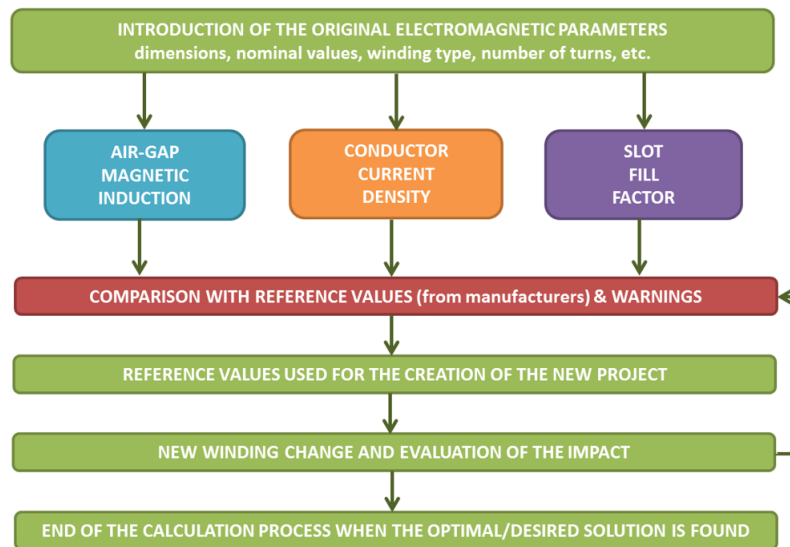 INTRODUCTION OF THE ORIGINAL ELECTROMAGNETIC PARAMETERS
dimensions, nominal values, winding type, number of turns, etc.
AIR-GAP
MAGNETIC
INDUCTION
CONDUCTOR
CURRENT
DENSITY
SLOT
FILL
FACTOR
COMPARISON WITH REFERENCE VALUES (from manufacturers) & WARNINGS
REFERENCE VALUES USED FOR THE CREATION OF THE NEW PROJECT
NEW WINDING CHANGE AND EVALUATION OF THE IMPACT
END OF THE CALCULATION PROCESS WHEN THE OPTIMAL/DESIRED SOLUTION IS FOUND